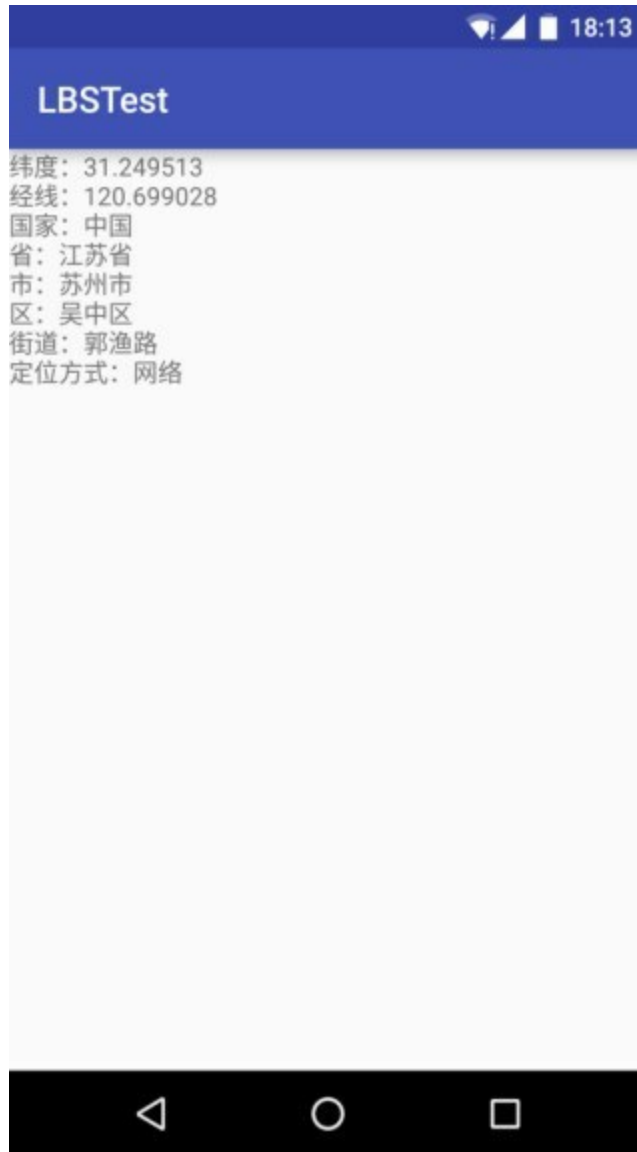 18:13
LBSTest
纬度：31.249513
经线：120.699028
国家：中国
省：江苏省
市：苏州市
区：吴中区
街道：郭渔路
定位方式：网络